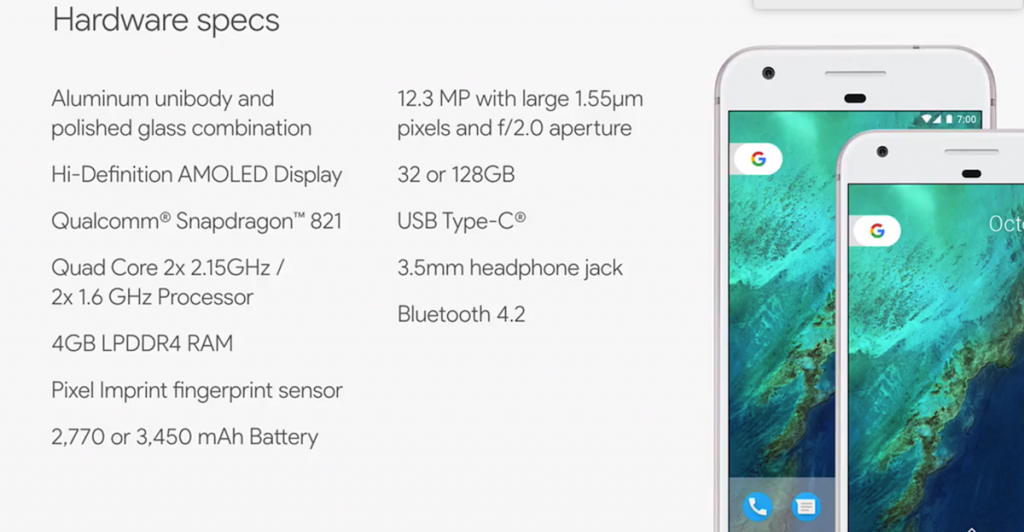 Hardware specs
Aluminum unibody and
polished glass combination
Hi-Definition AMOLED Display
Qualcomm® Snapdragon™ 821
Quad Core 2x 2.15GHz /
2x 1.6 GHz Processor
4GB LPDDR4 RAM
Pixel Imprint fingerprint sensor
2,770 or 3,450 mAh Battery
12.3 MP with large 1.55µm
pixels and f/2.0 aperture
32 or 128GB
USB Type-C®
3.5mm headphone jack
Bluetooth 4.2
7:00
G
G
Octo